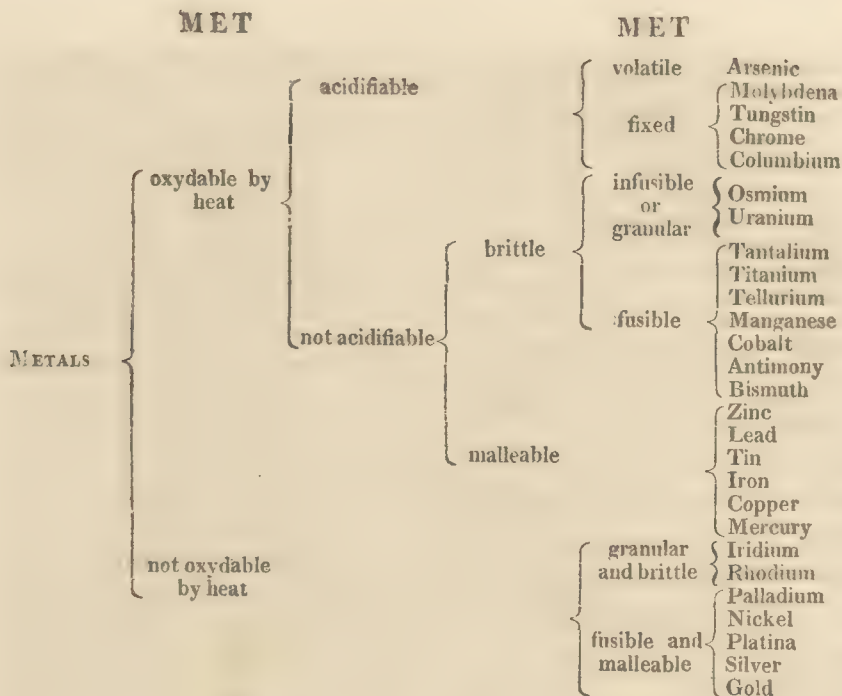 MET MET
volatile Arsenic
acidifiable Molybdena
fixed Tungstin
Chrome
Columbium
oxydable by heat
infusible or granular Osmium
Uranium
brittle Tantalium
Titanium
Tellurium
not acidifiable fusible Manganese
METALS Cobalt
Antimony
Bismuth
Zinc
malleable Lead
Tin
Iron
Copper
Mercury
not oxydable by heat
granular and brittle Iridium
Rhodium
Palladium
Nickel
fusible and malleable Platina
Silver
Gold